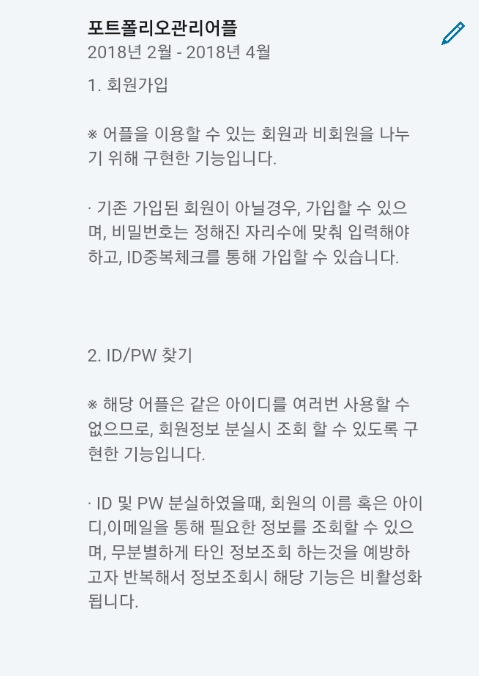 포트폴리오관리어플
2018년 2월 - 2018년 4월
1. 회원가입
※ 어플을 이용할 수 있는 회원과 비회원을 나누
기 위해 구현한 기능입니다.
· 기존 가입된 회원이 아닐경우, 가입할 수 있으
며, 비밀번호는 정해진 자리수에 맞춰 입력해야
하고, ID중복체크를 통해 가입할 수 있습니다.
2. ID/PW 찾기
※ 해당 어플은 같은 아이디를 여러번 사용할 수
없으므로, 회원정보 분실시 조회 할 수 있도록 구
현한 기능입니다.
· ID 및 PW 분실하였을때, 회원의 이름 혹은 아이
디,이메일을 통해 필요한 정보를 조회할 수 있으
며, 무분별하게 타인 정보조회 하는것을 예방하
고자 반복해서 정보조회시 해당 기능은 비활성화
됩니다.